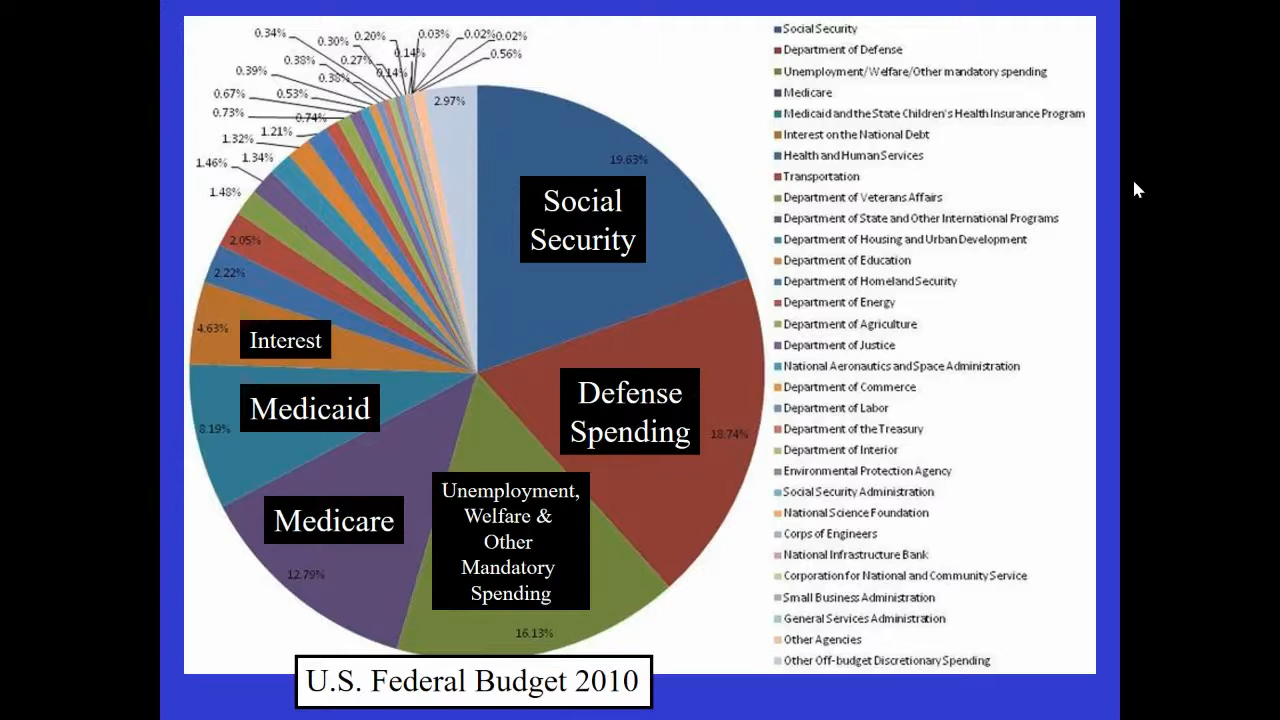 0.34%
0.30%
0.20%
0.03%
0.02%
0.02%
0.38%
0.27%
0.14%
0.56%
0.39%
0.38%
0.14%
0.67%
0.53%
2.97%
0.73%
0.74%
1.32%
1.21%
1.46%
1.34%
1.48%
19.63%
2.05%
2.22%
4.63%
8.19%
18.74%
12.79%
16.13%
Social
Security
Defense
Spending
Interest
Medicaid
Medicare
Unemployment,
Welfare &
Other
Mandatory
Spending
U.S. Federal Budget 2010
Social Security
Department of Defense
Unemployment/Welfare/Other mandatory spending
Medicare
Medicaid and the State Children's Health Insurance Program
Interest on the National Debt
Health and Human Services
Transportation
Department of Veterans Affairs
Department of State and Other International Programs
Department of Housing and Urban Development
Department of Education
Department of Homeland Security
Department of Energy
Department of Agriculture
Department of Justice
National Aeronautics and Space Administration
Department of Commerce
Department of Labor
Department of the Treasury
Department of Interior
Environmental Protection Agency
Social Security Administration
National Science Foundation
Corps of Engineers
National Infrastructure Bank
Corporation for National and Community Service
Small Business Administration
General Services Administration
Other Agencies
Other Off-budget Discretionary Spending